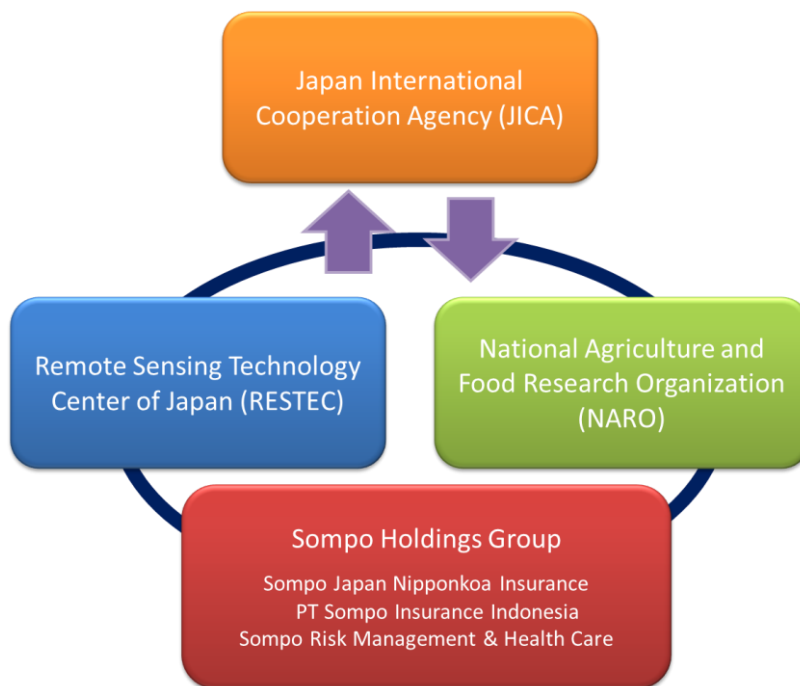 Japan International
Cooperation Agency (JICA)
Remote Sensing Technology
Center of Japan (RESTEC)
National Agriculture and
Food Research Organization
(NARO)
Sompo Holdings Group
Sompo Japan Nipponkoa Insurance
PT Sompo Insurance Indonesia
Sompo Risk Management & Health Care